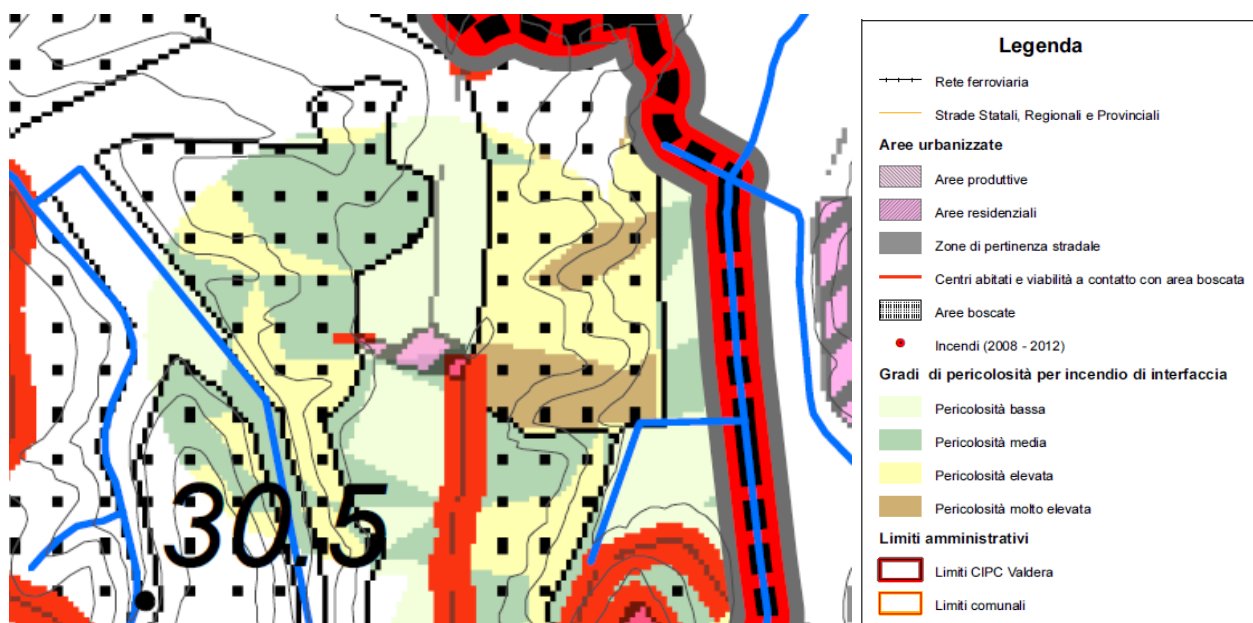 30.5
Legenda
Rete ferroviaria
Strade Statali, Regionali e Provinciali
Aree urbanizzate
Aree produttive
Aree residenziali
Zone di pertinenza stradale
Centri abitati e viabilità a contatto con area boscata
Aree boscate
Incendi (2008 - 2012)
Gradi di pericolosità per incendio di interfaccia
Pericolosità bassa
Pericolosità media
Pericolosità elevata
Pericolosità molto elevata
Limiti amministrativi
Limiti CIPC Valdera
Limiti comunali